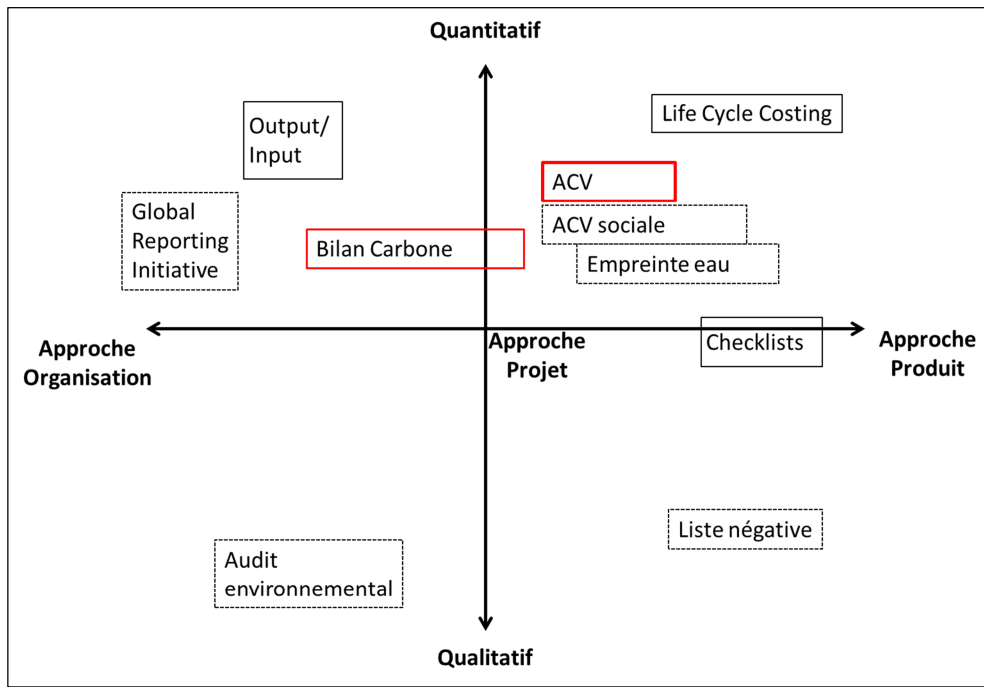 Quantitatif
Output/
Input
Life Cycle Costing
ACV
Global
Reporting
Initiative
ACV sociale
Bilan Carbone
Empreinte eau
Approche
Organisation
Approche
Projet
Checklists
Approche
Produit
Liste négative
Audit
environnemental
Qualitatif